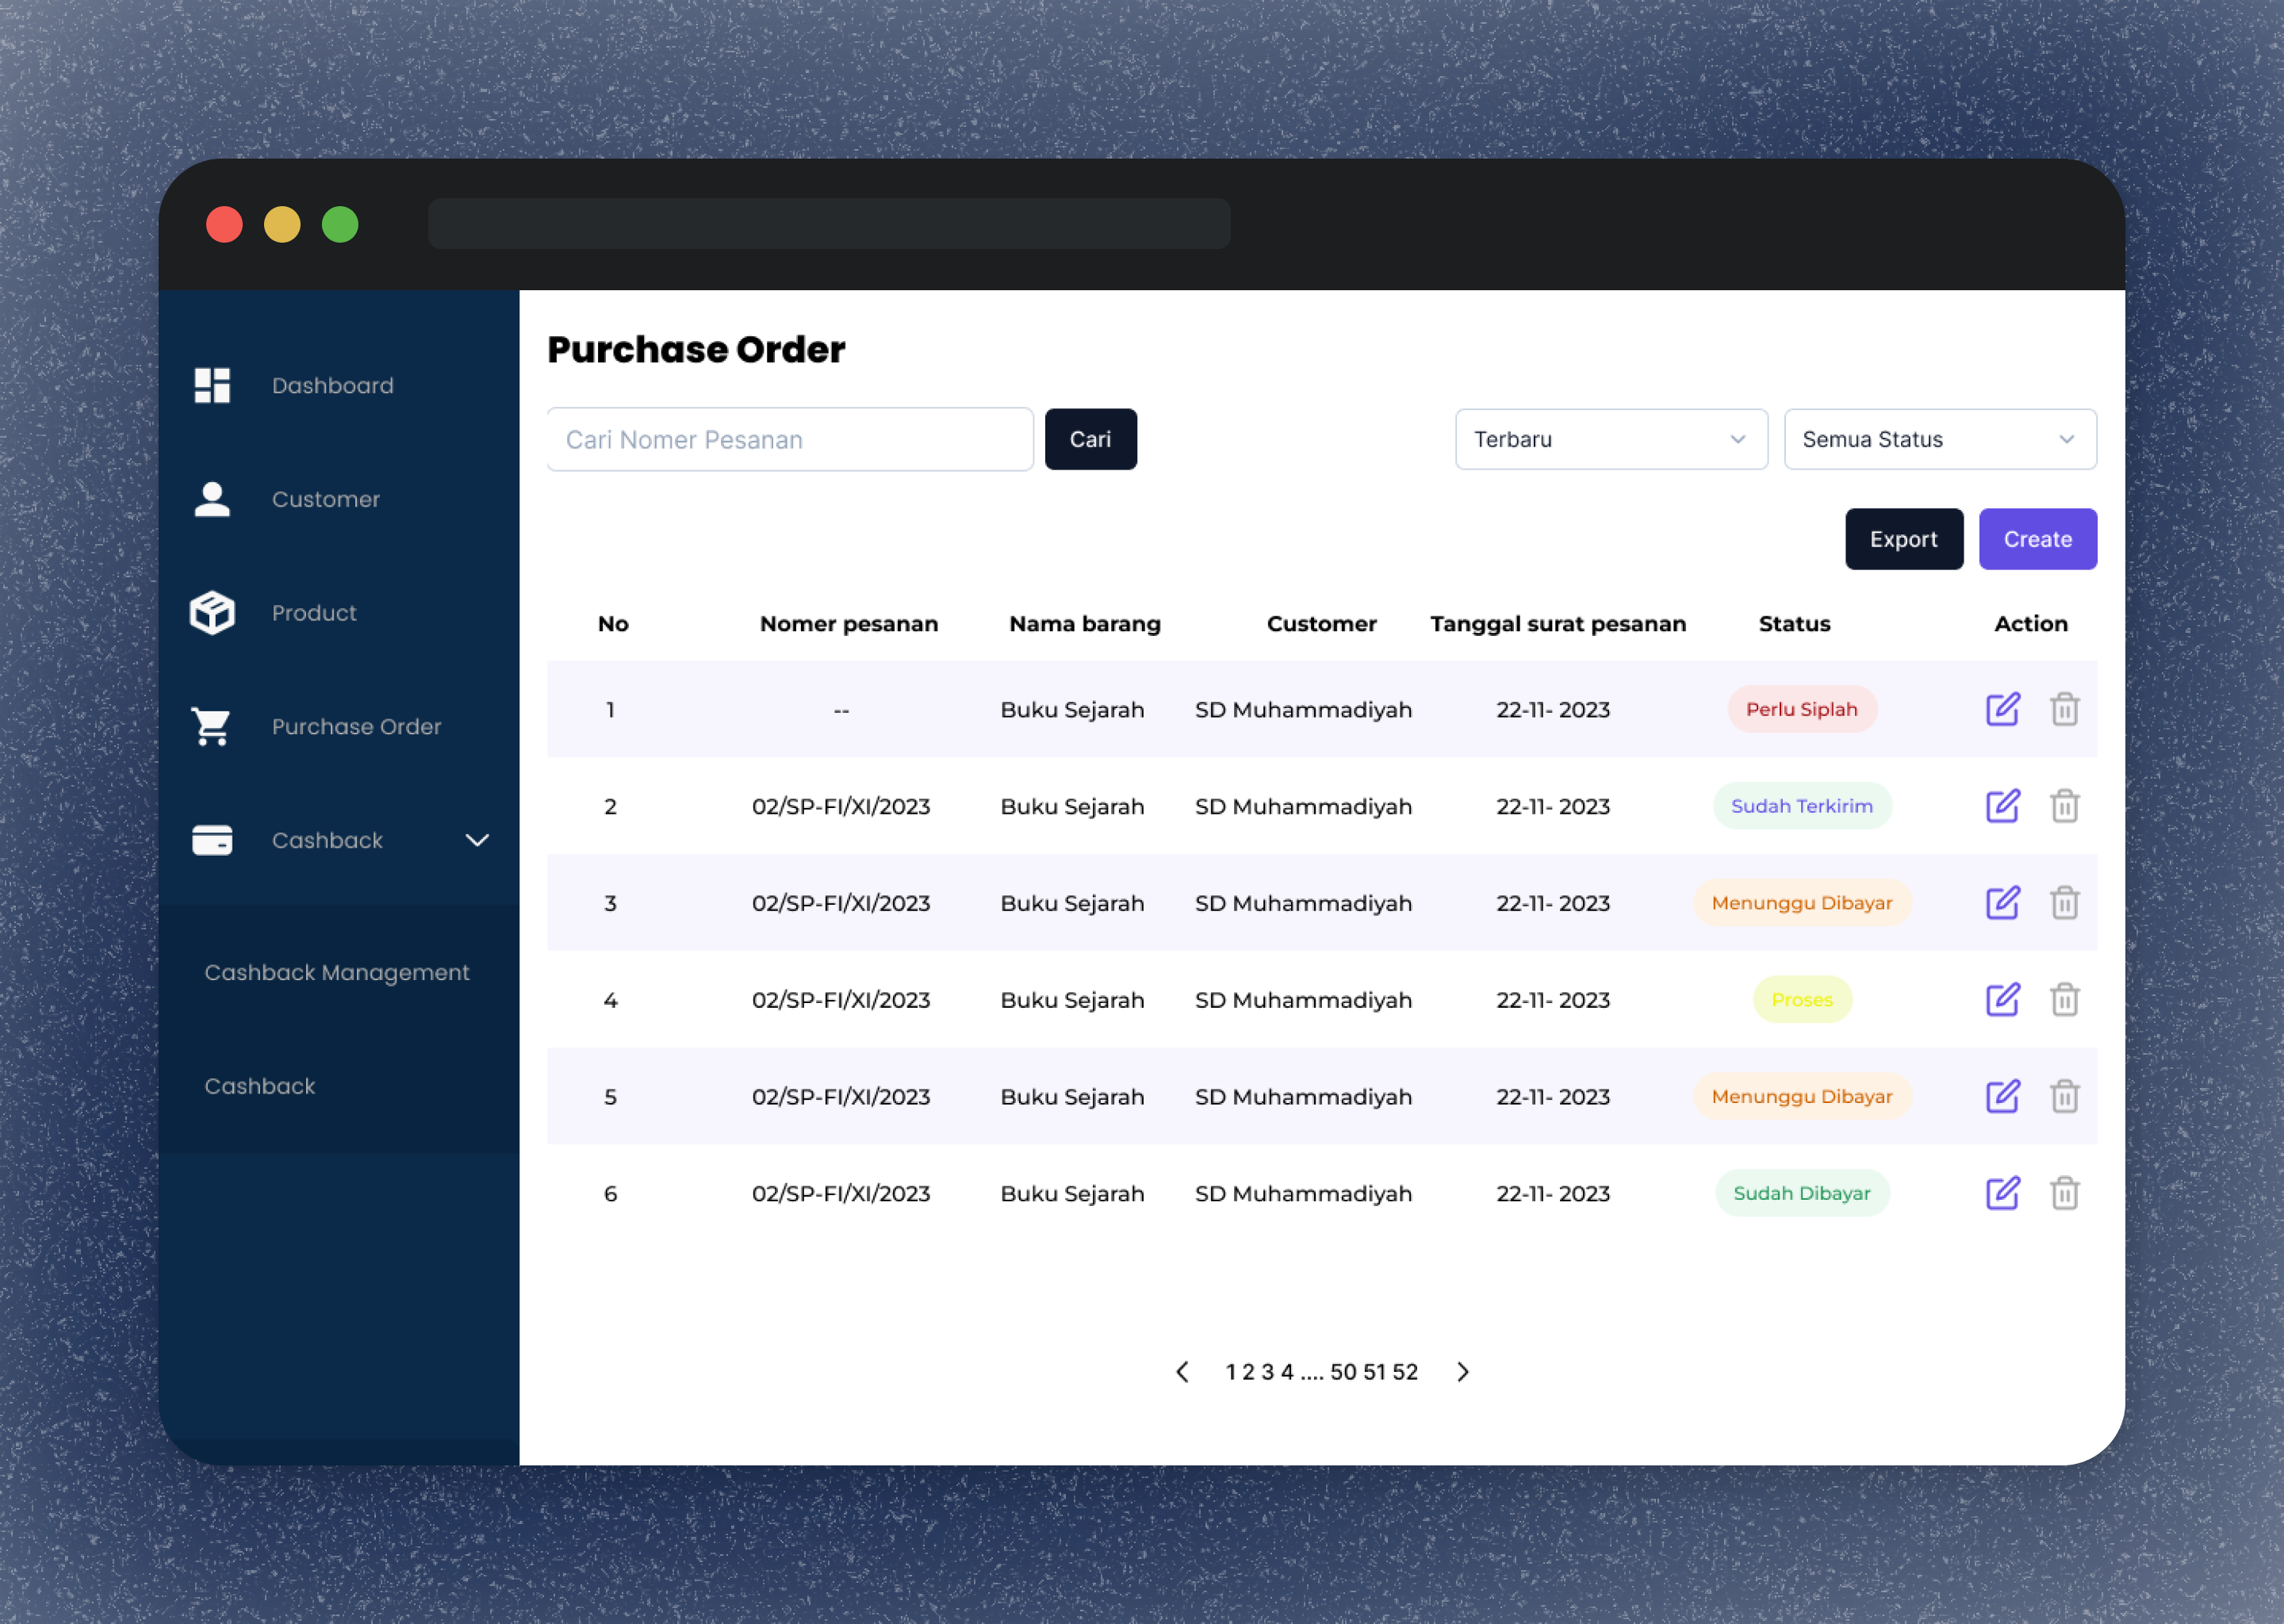 Dashboard
Customer
Product
Purchase Order
Cashback
Cashback Management
Cashback
Purchase Order
Cari Nomer Pesanan Cari Terbaru Semua Status
Export Create
No Nomer pesanan Nama barang Customer Tanggal surat pesanan Status Action
1 -- Buku Sejarah SD Muhammadiyah 22-11- 2023 Perlu Siplah
2 02/SP-FI/XI/2023 Buku Sejarah SD Muhammadiyah 22-11- 2023 Sudah Terkirim
3 02/SP-FI/XI/2023 Buku Sejarah SD Muhammadiyah 22-11- 2023 Menunggu Dibayar
4 02/SP-FI/XI/2023 Buku Sejarah SD Muhammadiyah 22-11- 2023 Proses
5 02/SP-FI/XI/2023 Buku Sejarah SD Muhammadiyah 22-11- 2023 Menunggu Dibayar
6 02/SP-FI/XI/2023 Buku Sejarah SD Muhammadiyah 22-11- 2023 Sudah Dibayar
1 2 3 4 .... 50 51 52